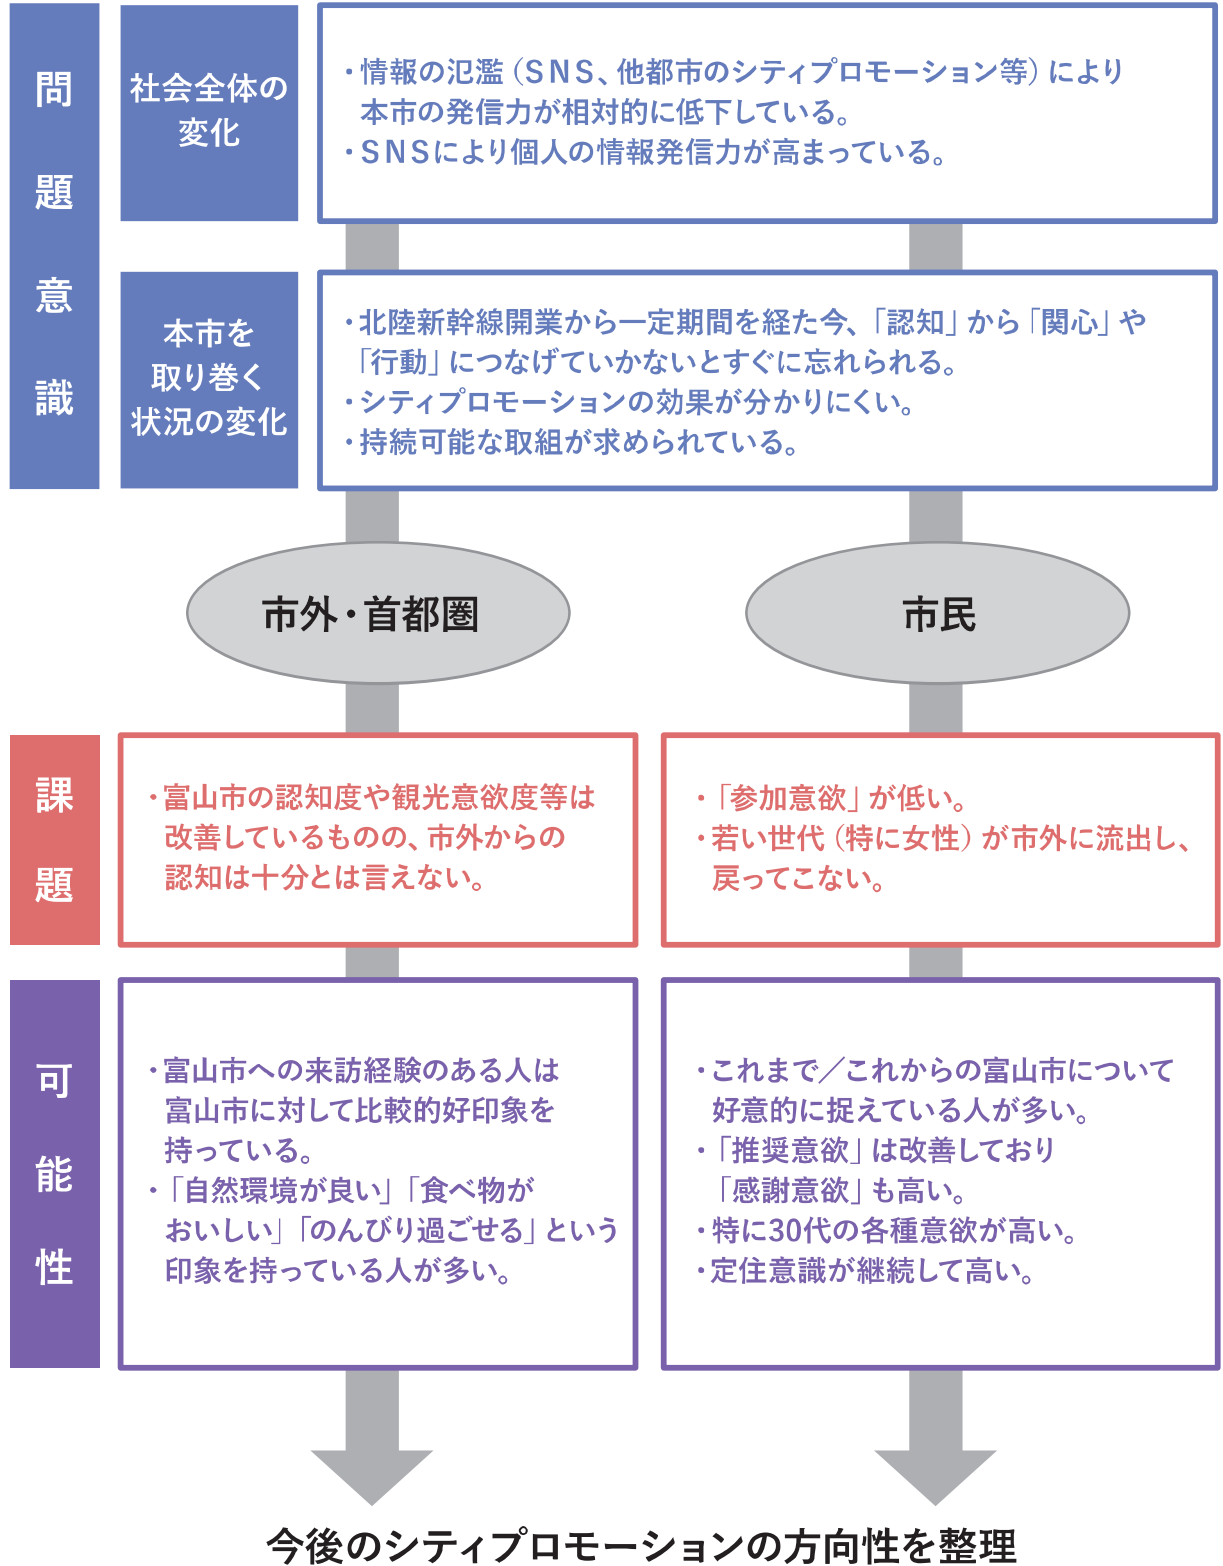 問題意識
社会全体の
変化
・情報の氾濫（SNS、他都市のシティプロモーション等）により
本市の発信力が相対的に低下している。
・SNSにより個人の情報発信力が高まっている。
本市を
取り巻く
状況の変化
・北陸新幹線開業から一定期間を経た今、「認知」から「関心」や
「行動」につなげていかないとすぐに忘れられる。
・シティプロモーションの効果が分かりにくい。
・持続可能な取組が求められている。
市外・首都圏
市民
課題
・富山市の認知度や観光意欲度等は
改善しているものの、市外からの
認知は十分とは言えない。
・「参加意欲」が低い。
・若い世代（特に女性）が市外に流出し、
戻ってこない。
可能性
・富山市への来訪経験のある人は
富山市に対して比較的好印象を
持っている。
・「自然環境が良い」「食べ物が
おいしい」「のんびり過ごせる」という
印象を持っている人が多い。
・これまで／これからの富山市について
好意的に捉えている人が多い。
・「推奨意欲」は改善しており
「感謝意欲」も高い。
・特に30代の各種意欲が高い。
・定住意識が継続して高い。
今後のシティプロモーションの方向性を整理